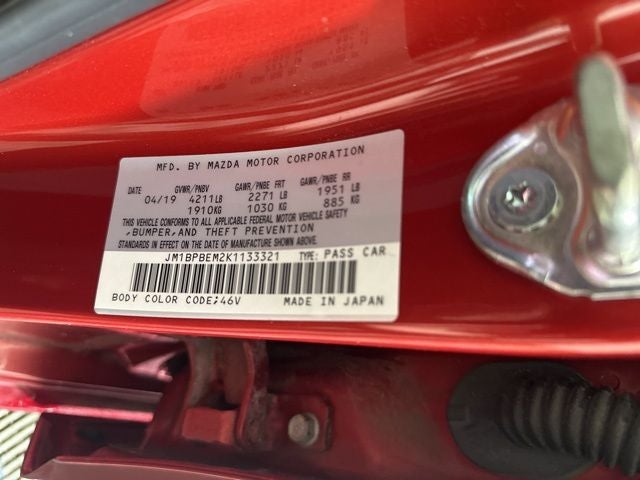 MFD. BY MAZDA MOTOR CORPORATION
DATE GVWR/PNBV GAWR/PNBE FRT GAWR/PNBE RR
04/19 4211LB 2271 LB 1951 LB
1910KG 1030 KG 885 KG
THIS VEHICLE CONFORMS TO ALL APPLICABLE FEDERAL MOTOR VEHICLE SAFETY
,BUMPER,AND THEFT PREVENTION
STANDARDS IN EFFECT ON THE DATE OF MANUFACTURE SHOWN ABOVE.
JM1BPBEM2K1133321 TYPE: PASS CAR
BODY COLOR CODE:46V MADE IN JAPAN